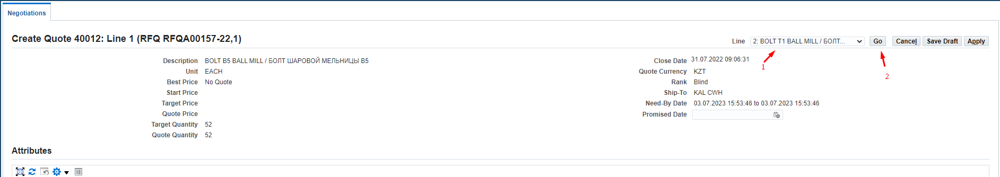 Negotiations
Create Quote 40012: Line 1 (RFQ RFQA00157-22,1)
Line 2: BOLT T1 BALL MILL / БОЛТ... Go Cancel Save Draft Apply
1
2
Description BOLT B5 BALL MILL / БОЛТ ШАРОВОЙ МЕЛЬНИЦЫ B5
Unit EACH
Best Price No Quote
Start Price
Target Price
Quote Price
Target Quantity 52
Quote Quantity 52
Close Date 31.07.2022 09:06:31
Quote Currency KZT
Rank Blind
Ship-To KAL CWH
Need-By Date 03.07.2023 15:53:46 to 03.07.2023 15:53:46
Promised Date
Attributes